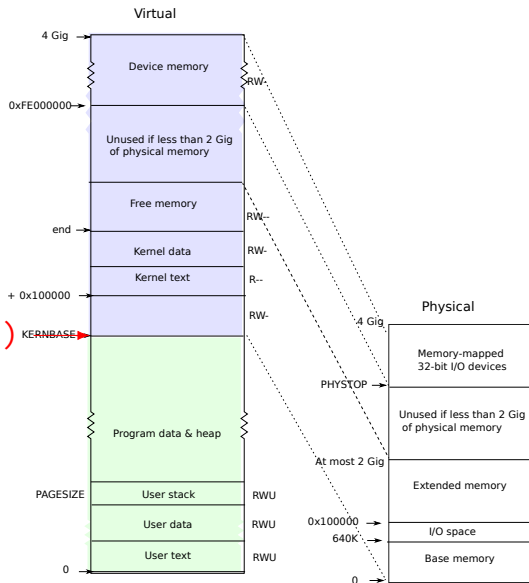 Virtual
4 Gig
Device memory
RW-
0xFE000000
Unused if less than 2 Gig
of physical memory
Free memory
RW--
end
Kernel data
RW-
Kernel text
R--
+ 0x100000
RW-
) KERNBASE
Program data & heap
PAGESIZE
User stack
RWU
User data
RWU
User text
RWU
0
Physical
4 Gig
Memory-mapped
32-bit I/O devices
PHYSTOP
Unused if less than 2 Gig
of physical memory
At most 2 Gig
Extended memory
0x100000
I/O space
640K
Base memory
0